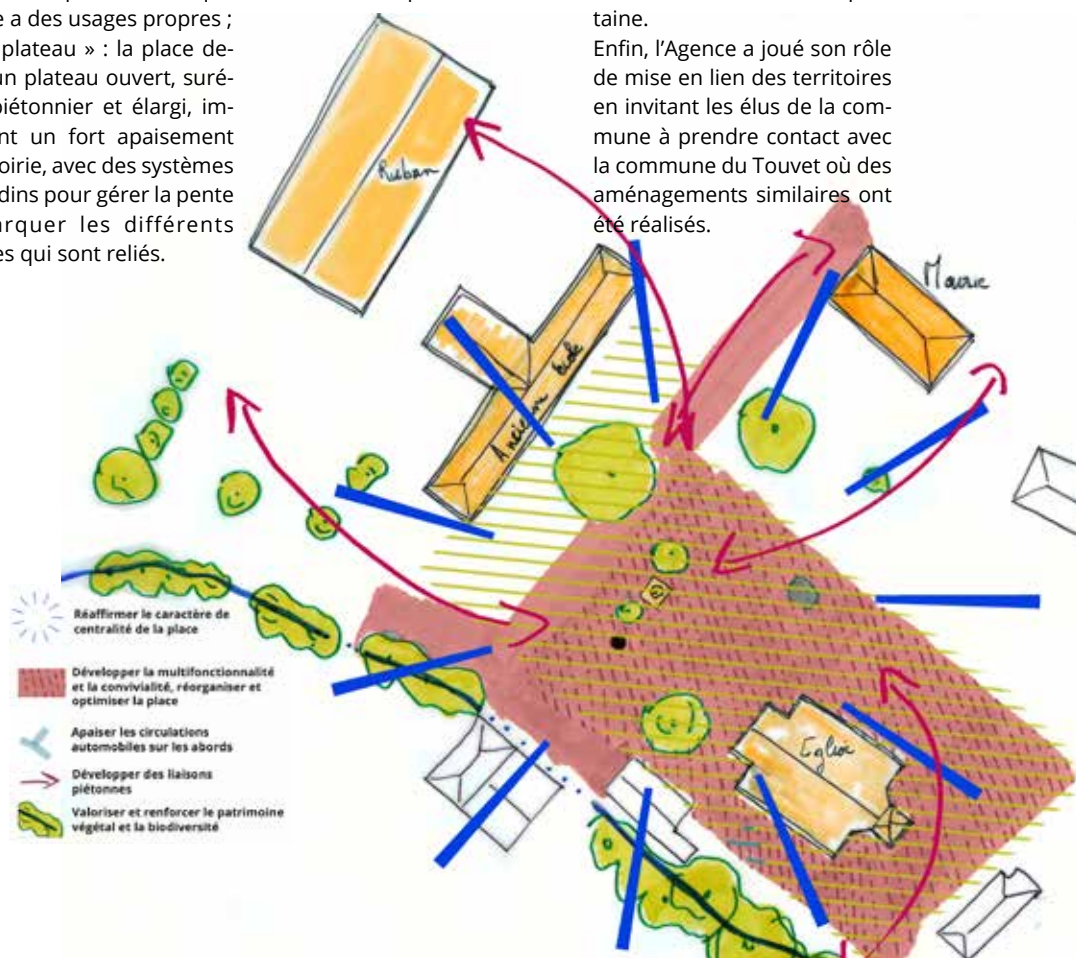 e a des usages propres ;
plateau » : la place de-
un plateau ouvert, suré-
piétonnier et élargi, im-
nt un fort apaisement
oirie, avec des systèmes
dins pour gérer la pente
arquer les différents
es qui sont reliés.
taine.
Enfin, l'Agence a joué son rôle
de mise en lien des territoires
en invitant les élus de la com-
mune à prendre contact avec
la commune du Touvet où des
aménagements similaires ont
été réalisés.
Ruban
Mairie
Ancienne école
Eglise
Réaffirmer le caractère de
centralité de la place
Développer la multifonctionnalité
et la convivialité, réorganiser et
optimiser la place
Apaiser les circulations
automobiles sur les abords
Développer des liaisons
piétonnes
Valoriser et renforcer le patrimoine
végétal et la biodiversité